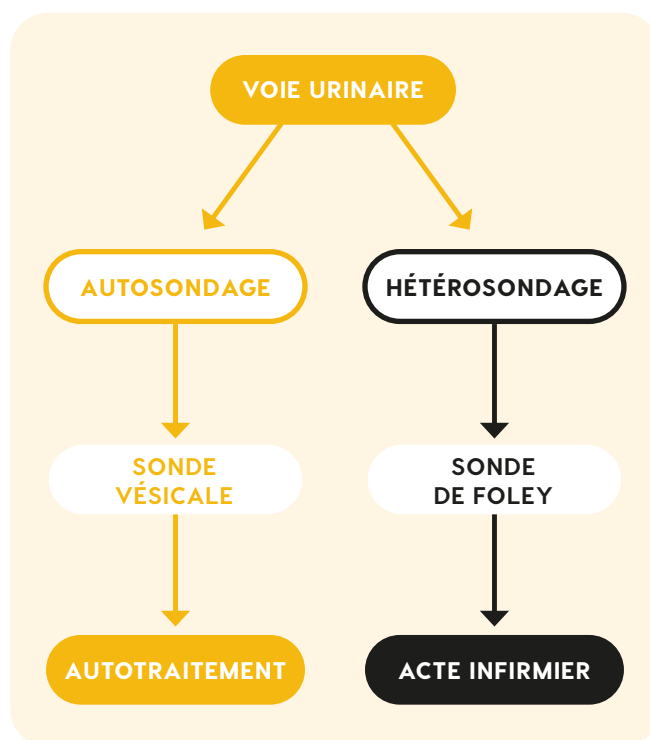 VOIE URINAIRE
AUTOSONDAGE
HÉTÉROSONDAGE
SONDE
VÉSICALE
SONDE
DE FOLEY
AUTOTRAITEMENT
ACTE INFIRMIER